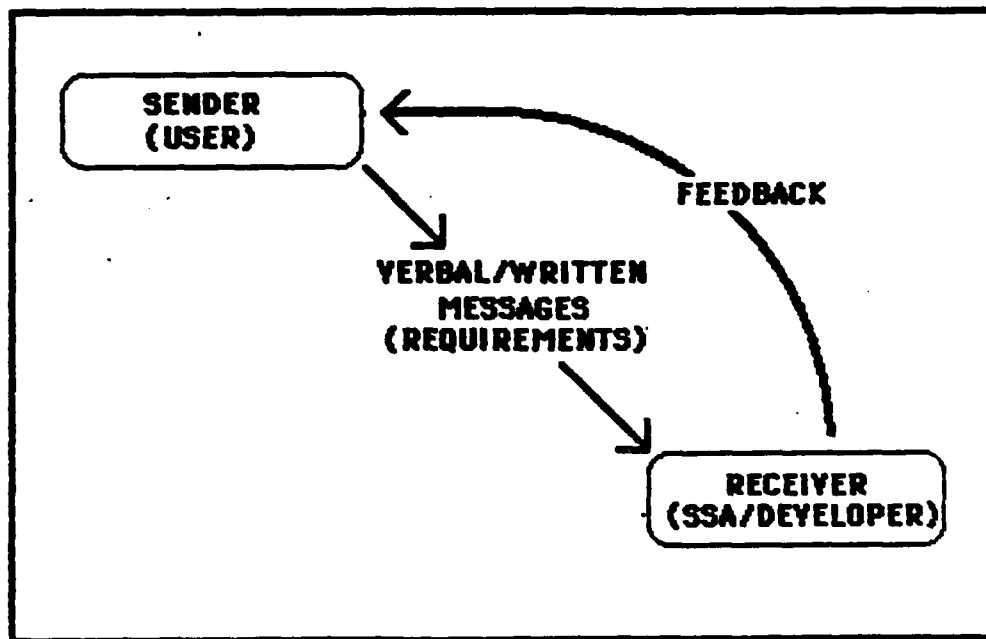 SENDER
(USER)
FEEDBACK
VERBAL/WRITTEN
MESSAGES
(REQUIREMENTS)
RECEIVER
(SSA/DEVELOPER)